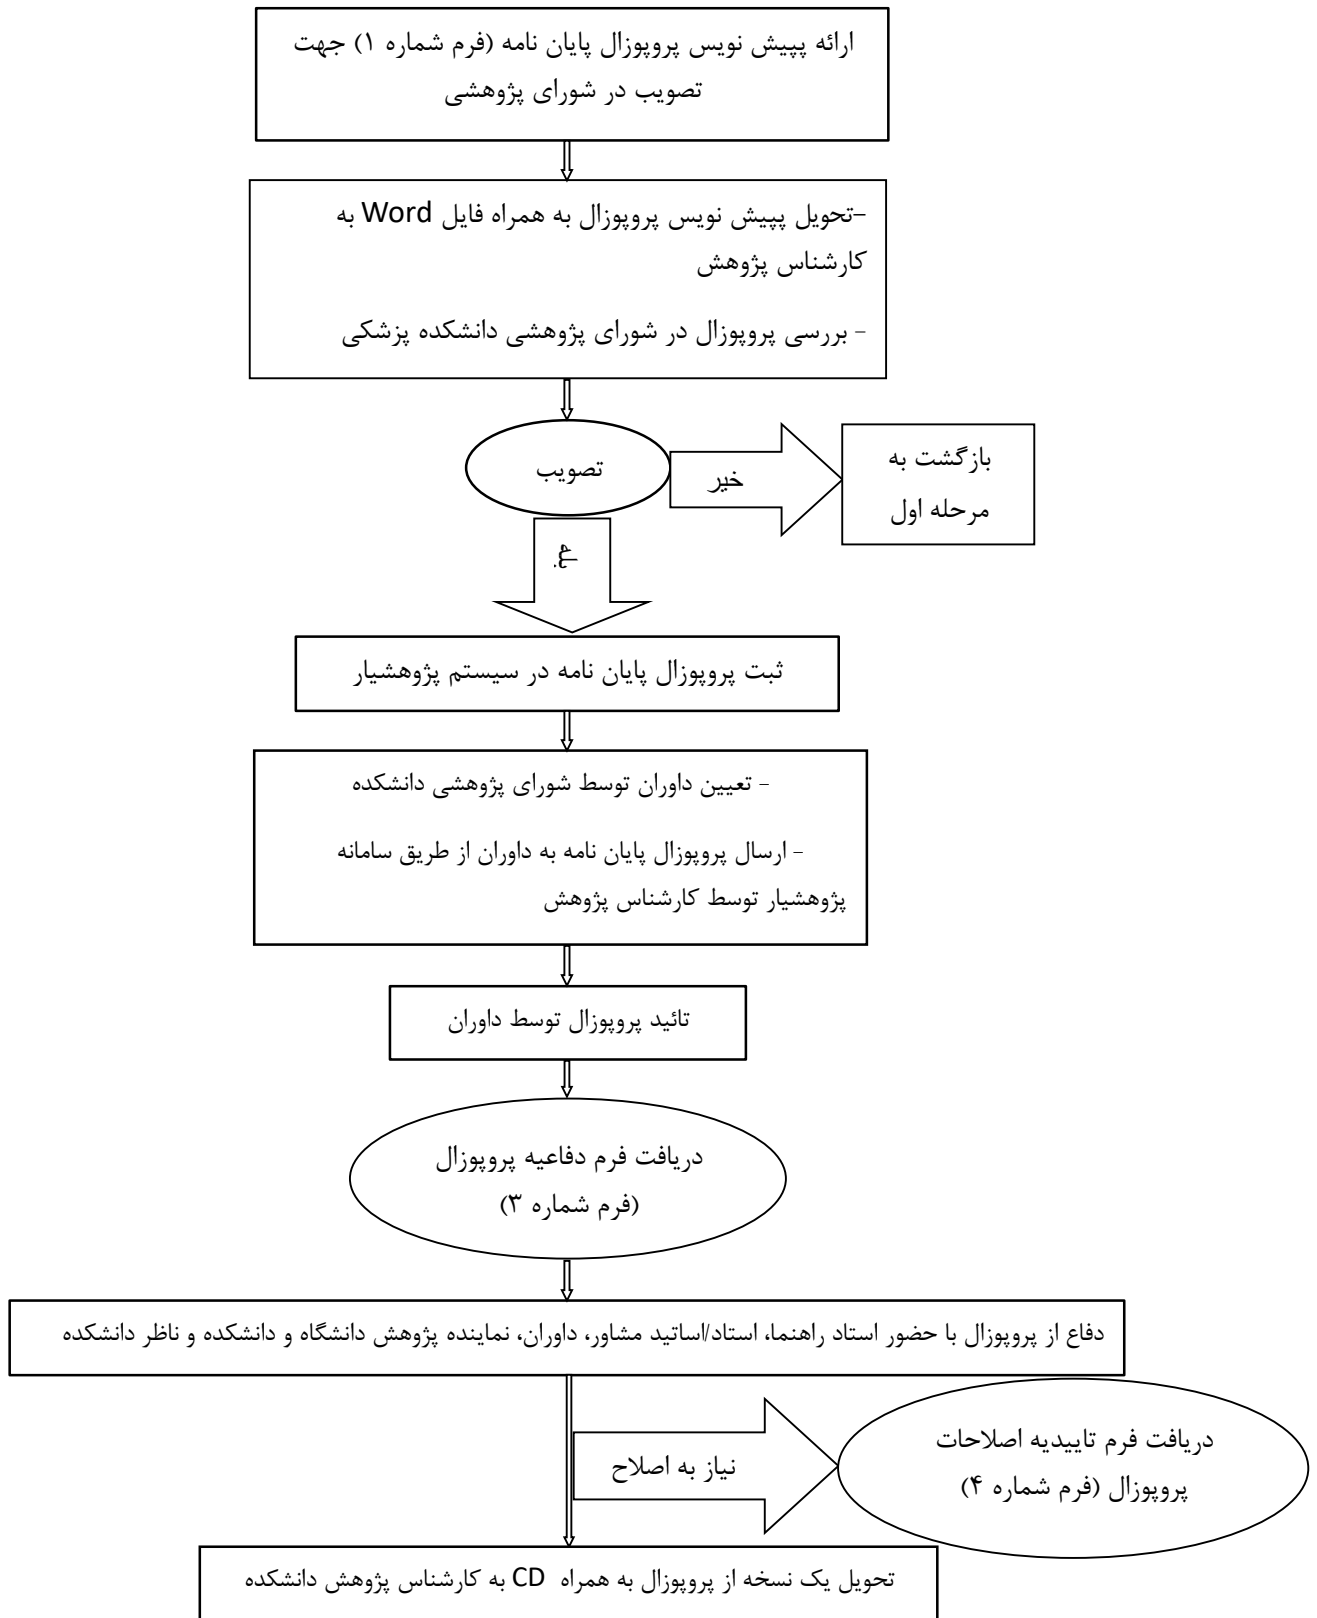 ارائه پپیش نویس پروپوزال پایان نامه (فرم شماره ۱) جهت
تصویب در شورای پژوهشی
–تحویل پپیش نویس پروپوزال به همراه فایل Word به
کارشناس پژوهش
- بررسی پروپوزال در شورای پژوهشی دانشکده پزشکی
تصویب
خیر
بازگشت به
مرحله اول
بله
ثبت پروپوزال پایان نامه در سیستم پژوهشیار
- تعیین داوران توسط شورای پژوهشی دانشکده
- ارسال پروپوزال پایان نامه به داوران از طریق سامانه
پژوهشیار توسط کارشناس پژوهش
تائید پروپوزال توسط داوران
دریافت فرم دفاعیه پروپوزال
(فرم شماره ۳)
دفاع از پروپوزال با حضور استاد راهنما، استاد/اساتید مشاور، داوران، نماینده پژوهش دانشگاه و دانشکده و ناظر دانشکده
نیاز به اصلاح
دریافت فرم تاییدیه اصلاحات
پروپوزال (فرم شماره ۴)
تحویل یک نسخه از پروپوزال به همراه CD به کارشناس پژوهش دانشکده